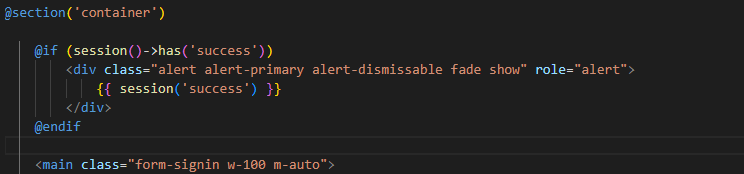 @section('container')
@if (session()->has('success'))
<div class="alert alert-primary alert-dismissable fade show" role="alert">
{{ session('success') }}
</div>
@endif
<main class="form-signin w-100 m-auto">